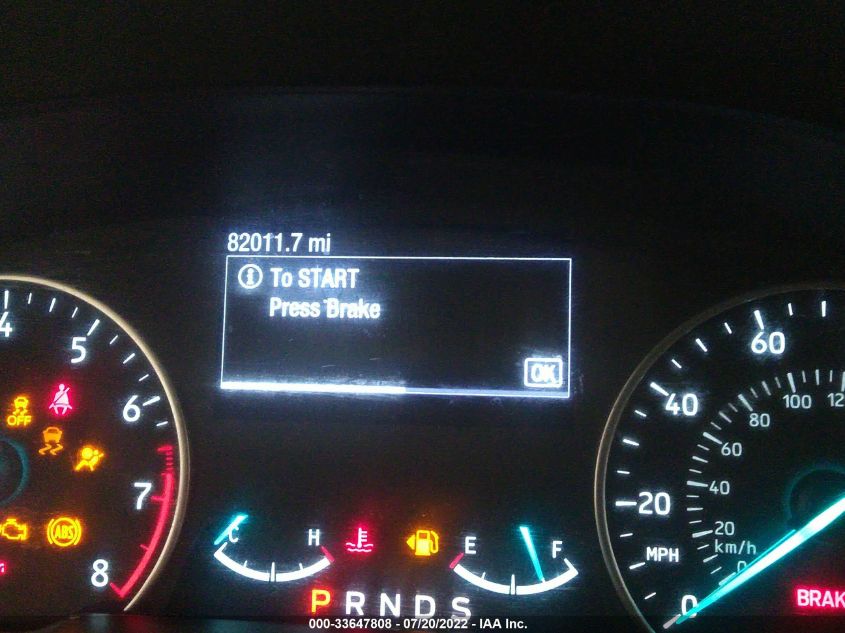 82011.7 mi
To START
Press Brake
OK
4
5
6
7
8
OFF
ABS
C H
E F
P R N D S
60
40
20
0
MPH
100
80
60
40
20
0
km/h
000-33647808 - 07/20/2022 - IAA Inc.